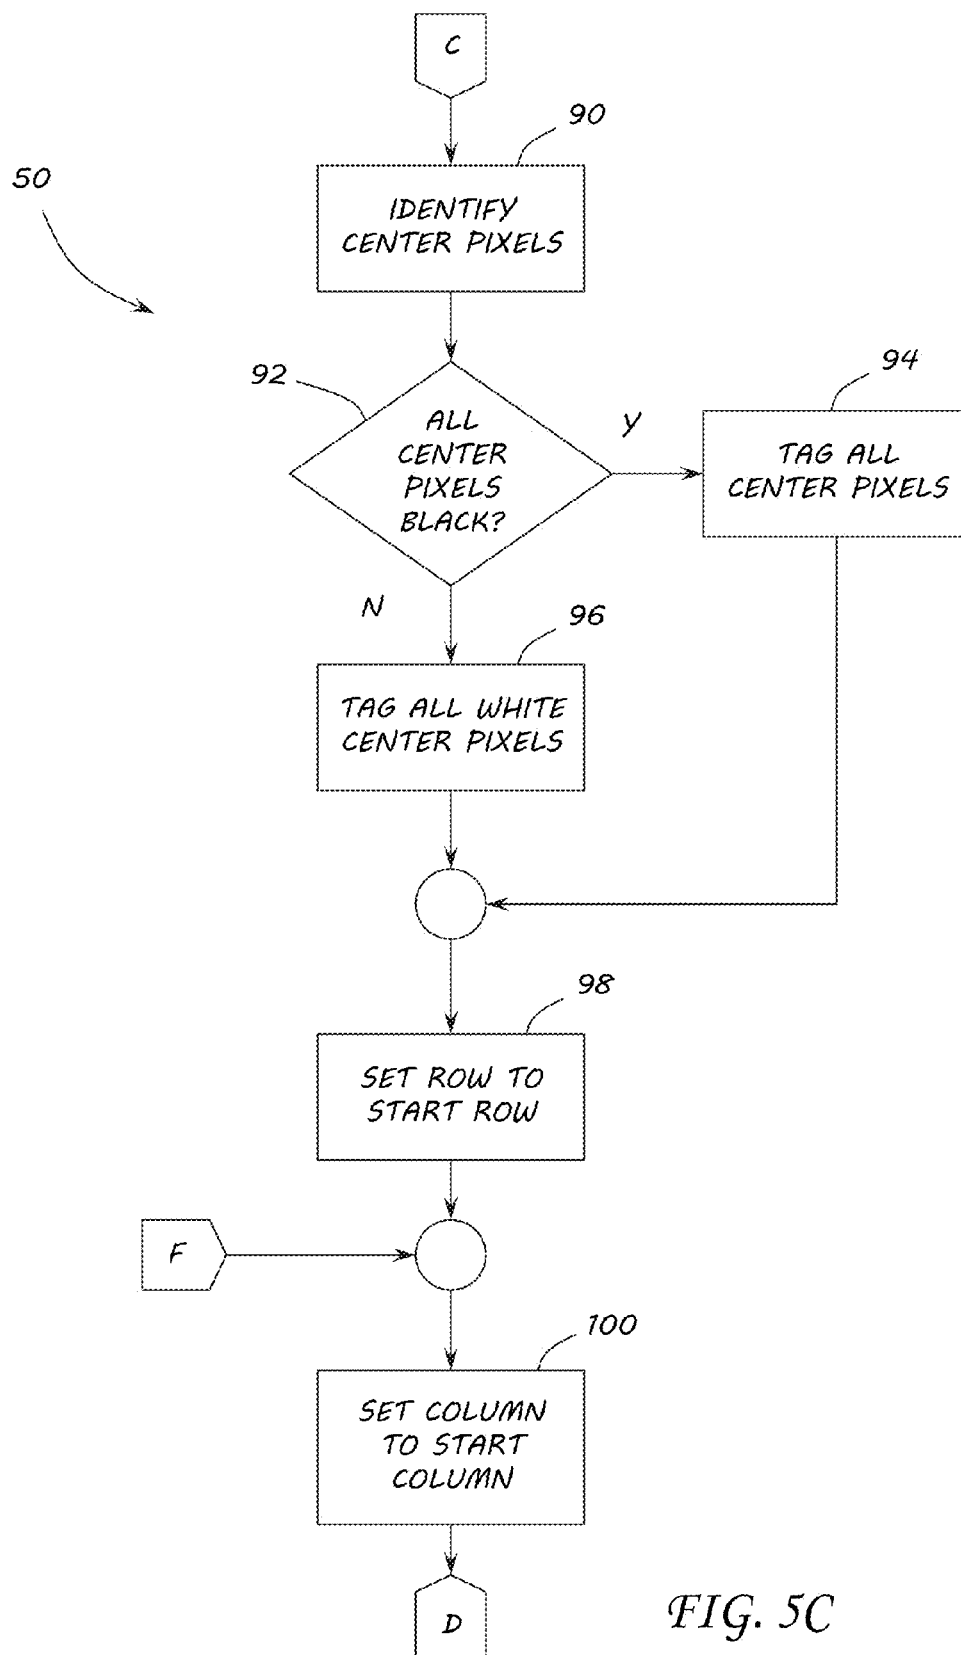 C
90
50
IDENTIFY
CENTER PIXELS
92
94
ALL
CENTER
PIXELS
BLACK?
Y
TAG ALL
CENTER PIXELS
N
96
TAG ALL WHITE
CENTER PIXELS
98
SET ROW TO
START ROW
F
100
SET COLUMN
TO START
COLUMN
D
FIG. 5C